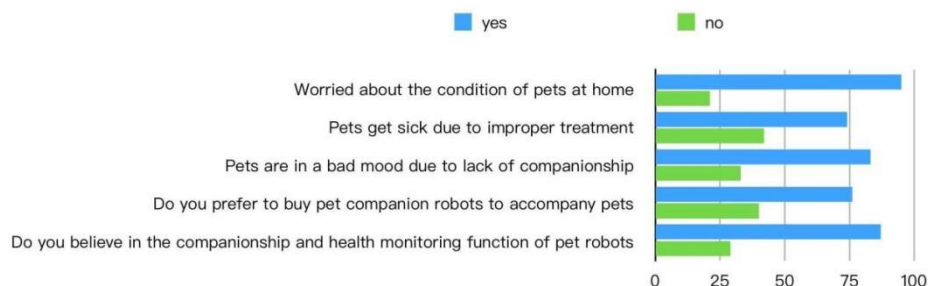 yes no
Worried about the condition of pets at home
Pets get sick due to improper treatment
Pets are in a bad mood due to lack of companionship
Do you prefer to buy pet companion robots to accompany pets
Do you believe in the companionship and health monitoring function of pet robots
0 25 50 75 100